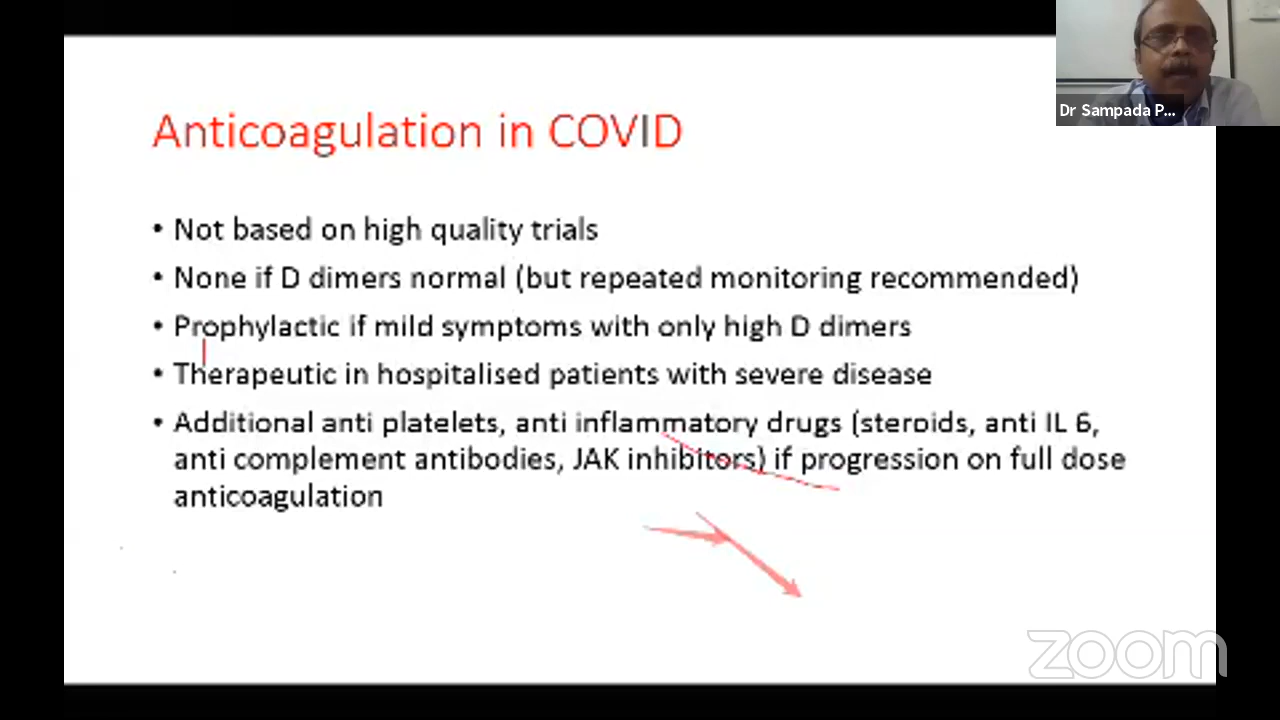 Dr Sampada P...
Anticoagulation in COVID
• Not based on high quality trials
• None if D dimers normal (but repeated monitoring recommended)
• Prophylactic if mild symptoms with only high D dimers
• Therapeutic in hospitalised patients with severe disease
• Additional anti platelets, anti inflammatory drugs (steroids, anti IL 6,
anti complement antibodies, JAK inhibitors) if progression on full dose
anticoagulation
zoom